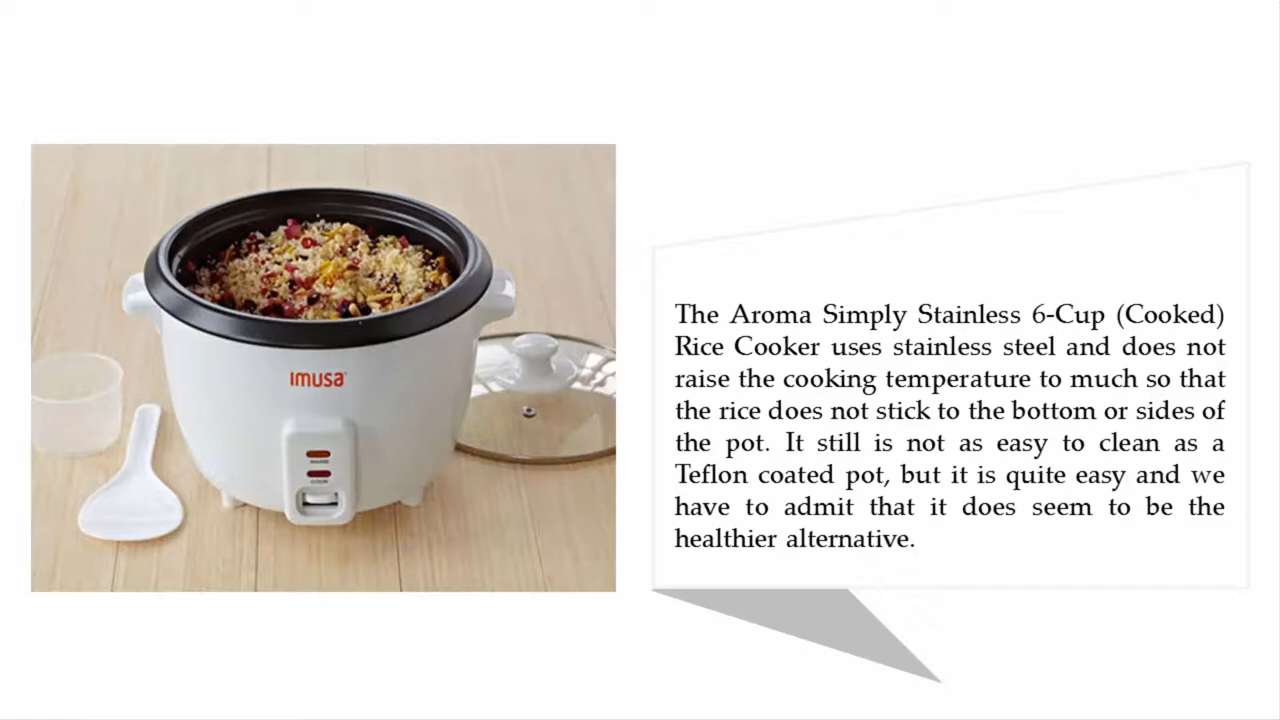 IMUSA
WARM
COOK
The Aroma Simply Stainless 6-Cup (Cooked)
Rice Cooker uses stainless steel and does not
raise the cooking temperature to much so that
the rice does not stick to the bottom or sides of
the pot. It still is not as easy to clean as a
Teflon coated pot, but it is quite easy and we
have to admit that it does seem to be the
healthier alternative.